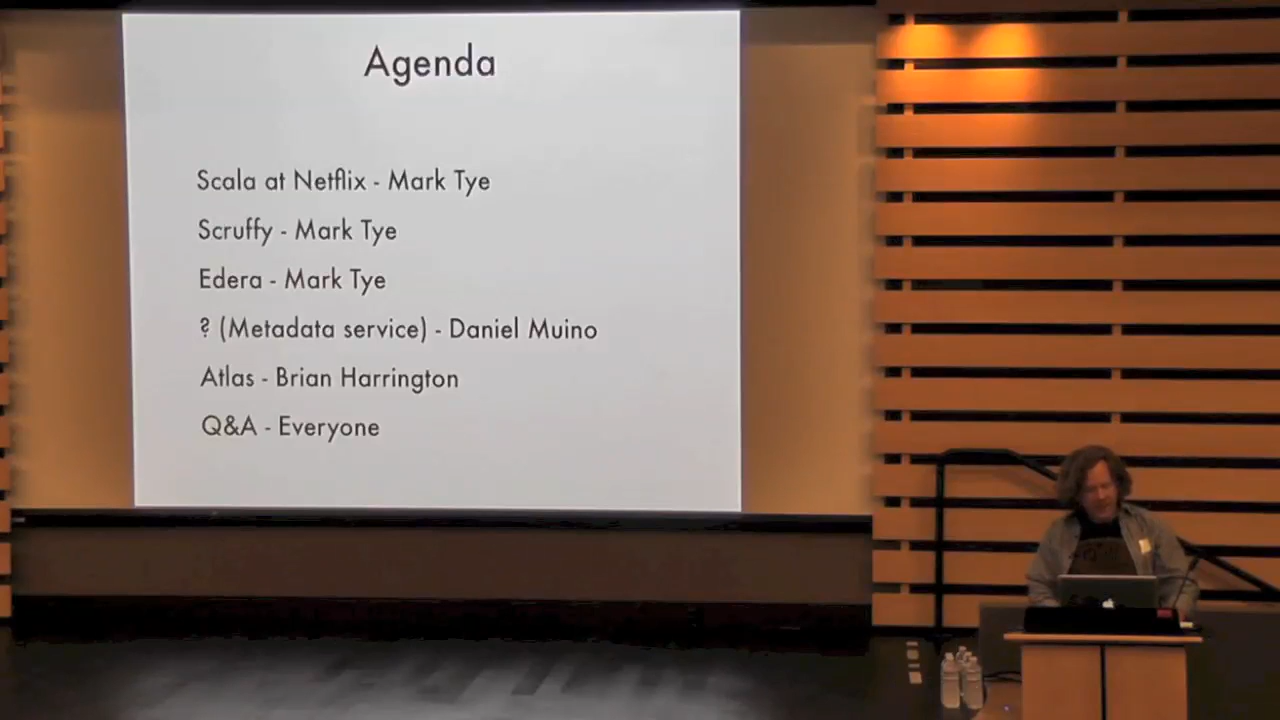 Agenda
Scala at Netflix - Mark Tye
Scruffy - Mark Tye
Edera - Mark Tye
? (Metadata service) - Daniel Muino
Atlas - Brian Harrington
Q&A - Everyone